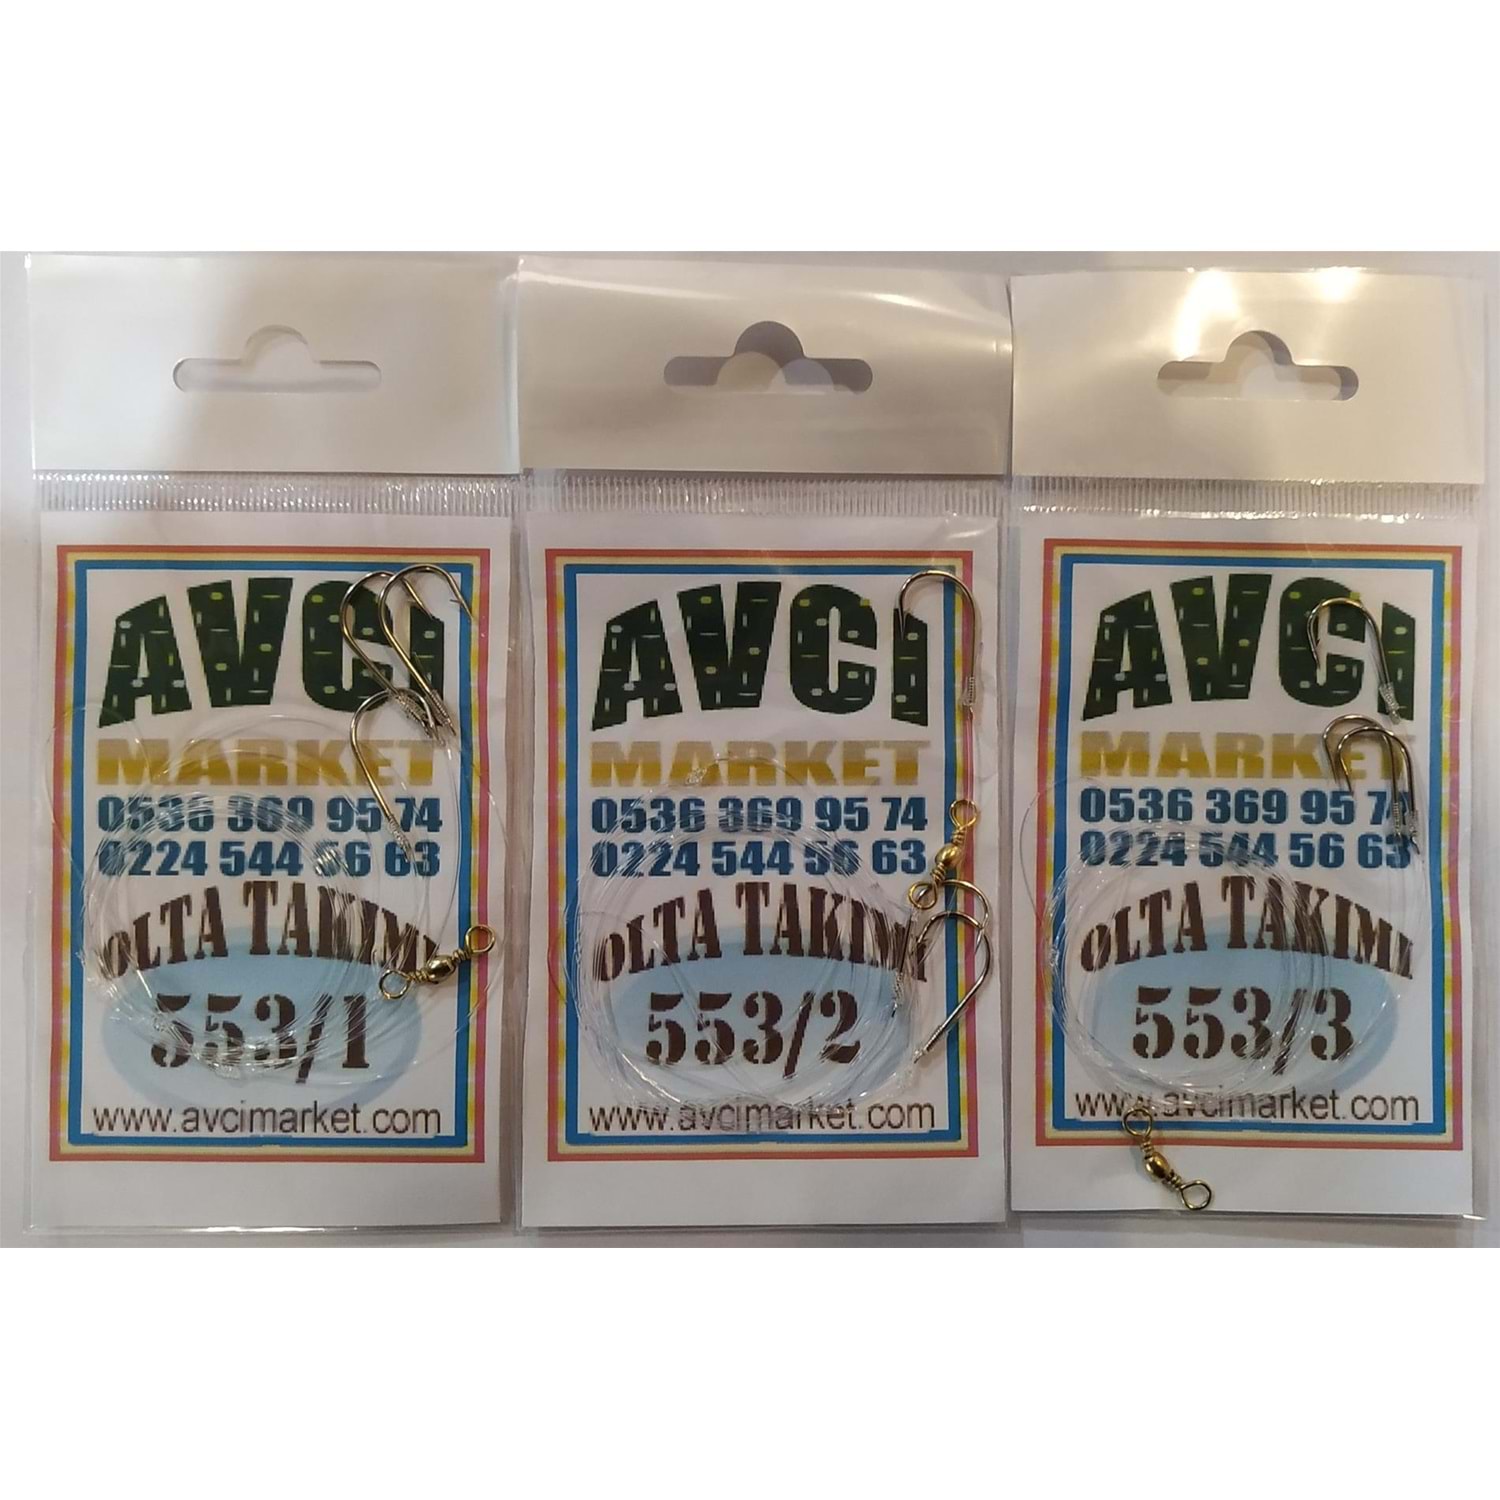 AVCI
MARKET
0536 369 95 74
0224 544 56 63
OLTA TAKIMI
553/1
www.avcimarket.com
AVCI
MARKET
0536 369 95 74
0224 544 56 63
OLTA TAKIMI
553/2
www.avcimarket.com
AVCI
MARKET
0536 369 95 74
0224 544 56 63
OLTA TAKIMI
553/3
www.avcimarket.com